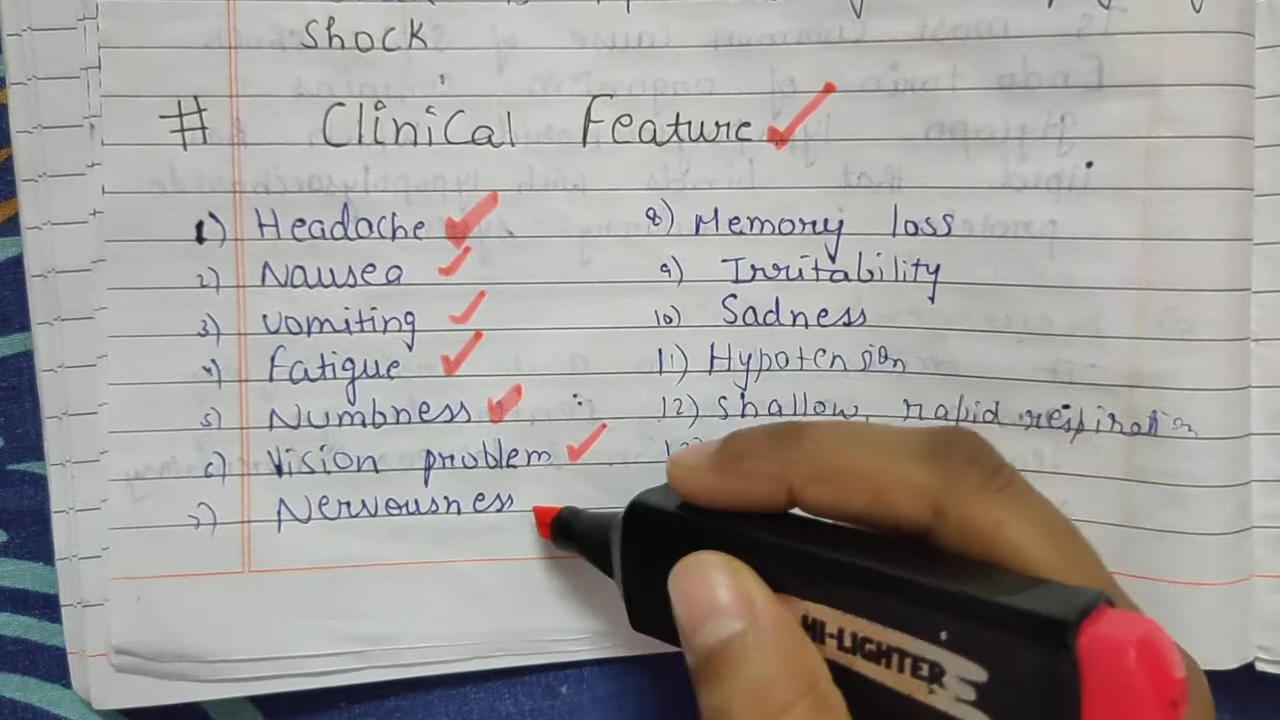 shock
# Clinical Feature
1) Headache
2) Nausea
3) vomiting
4) Fatigue
5) Numbness
6) Vision problem
7) Nervousness
8) Memory loss
9) Irritability
10) Sadness
11) Hypotension
12) shallow, rapid respiration
HI-LIGHTER